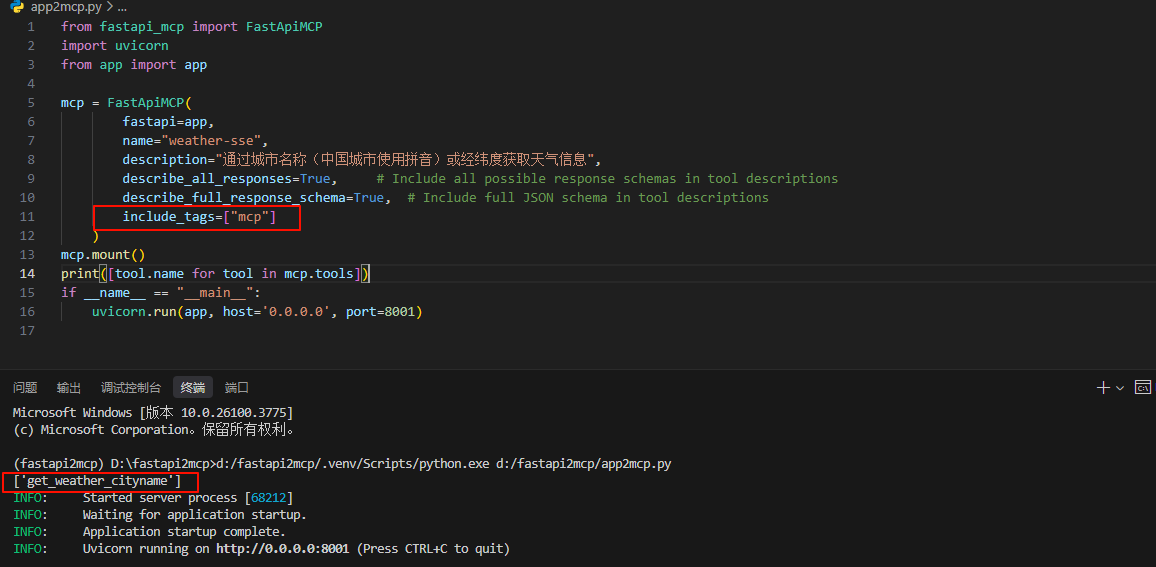 app2mcp.py > ...
1 from fastapi_mcp import FastApiMCP
2 import uvicorn
3 from app import app
4
5 mcp = FastApiMCP(
6 fastapi=app,
7 name="weather-sse",
8 description="通过城市名称（中国城市使用拼音）或经纬度获取天气信息",
9 describe_all_responses=True, # Include all possible response schemas in tool descriptions
10 describe_full_response_schema=True, # Include full JSON schema in tool descriptions
11 include_tags=["mcp"]
12 )
13 mcp.mount()
14 print([tool.name for tool in mcp.tools])
15 if __name__ == "__main__":
16 uvicorn.run(app, host='0.0.0.0', port=8001)
17
问题 输出 调试控制台 终端 端口
Microsoft Windows [版本 10.0.26100.3775]
(c) Microsoft Corporation。保留所有权利。
(fastapi2mcp) D:\fastapi2mcp>d:/fastapi2mcp/.venv/Scripts/python.exe d:/fastapi2mcp/app2mcp.py
['get_weather_cityname']
INFO: Started server process [68212]
INFO: Waiting for application startup.
INFO: Application startup complete.
INFO: Uvicorn running on http://0.0.0.0:8001 (Press CTRL+C to quit)